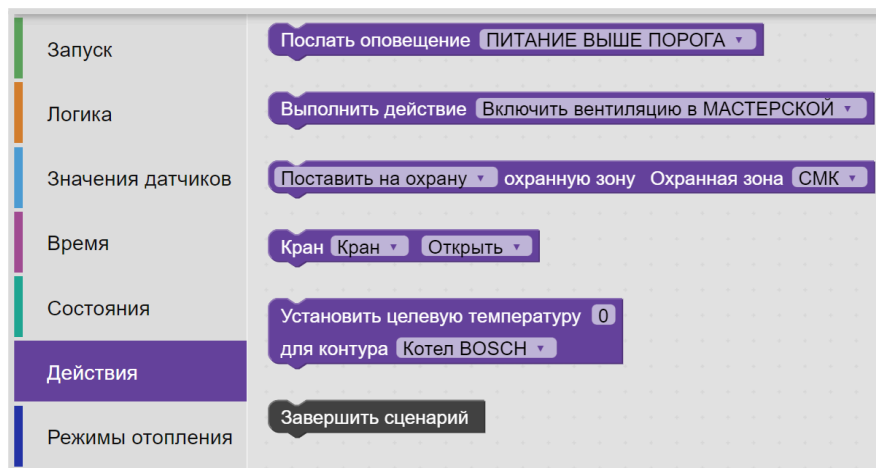 Запуск
Логика
Значения датчиков
Время
Состояния
Действия
Режимы отопления
Послать оповещение ПИТАНИЕ ВЫШЕ ПОРОГА
Выполнить действие Включить вентиляцию в МАСТЕРСКОЙ
Поставить на охрану охранную зону Охранная зона СМК
Кран Кран Открыть
Установить целевую температуру 0
для контура Котел BOSCH
Завершить сценарий